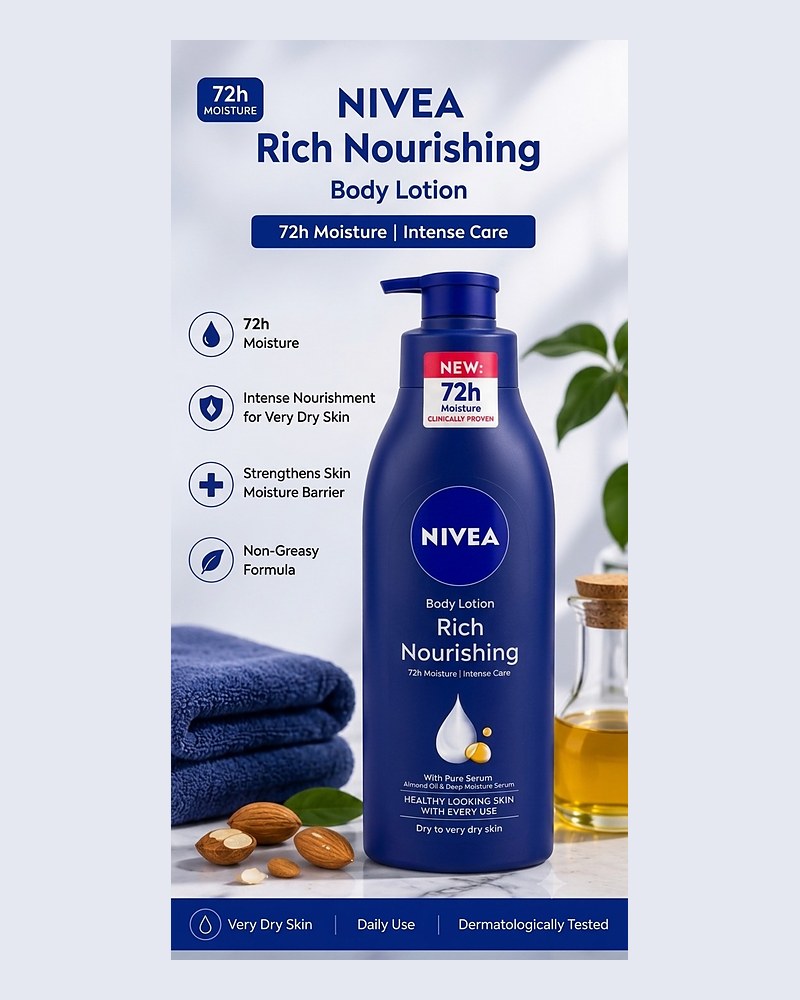 72h
MOISTURE
NIVEA
Rich Nourishing
Body Lotion
72h Moisture | Intense Care
72h
Moisture
Intense Nourishment
for Very Dry Skin
Strengthens Skin
Moisture Barrier
Non-Greasy
Formula
NEW:
72h
Moisture
CLINICALLY PROVEN
NIVEA
Body Lotion
Rich
Nourishing
72h Moisture | Intense Care
With Pure Serum
Almond Oil & Deep Moisture Serum
HEALTHY LOOKING SKIN
WITH EVERY USE
Dry to very dry skin
Very Dry Skin | Daily Use | Dermatologically Tested